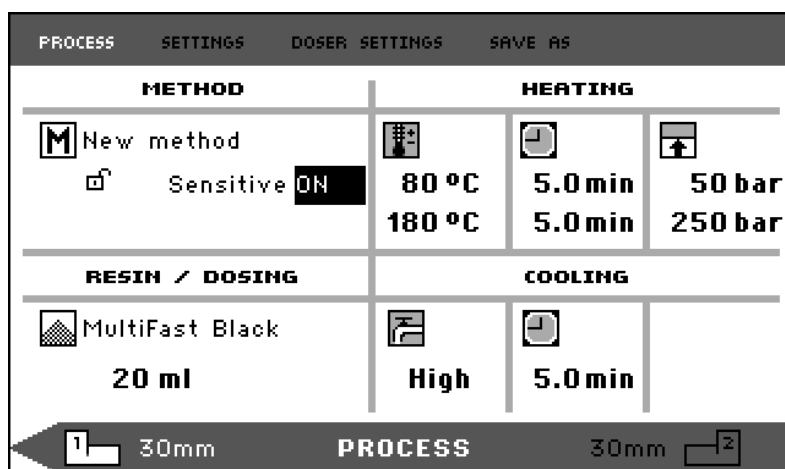 PROCESS SETTINGS DOSER SETTINGS SAVE AS
METHOD HEATING
M New method
Sensitive ON 80 ºC 5.0 min 50 bar
180 ºC 5.0 min 250 bar
RESIN / DOSING COOLING
MultiFast Black
20 ml High 5.0 min
1 30mm PROCESS 30mm 2